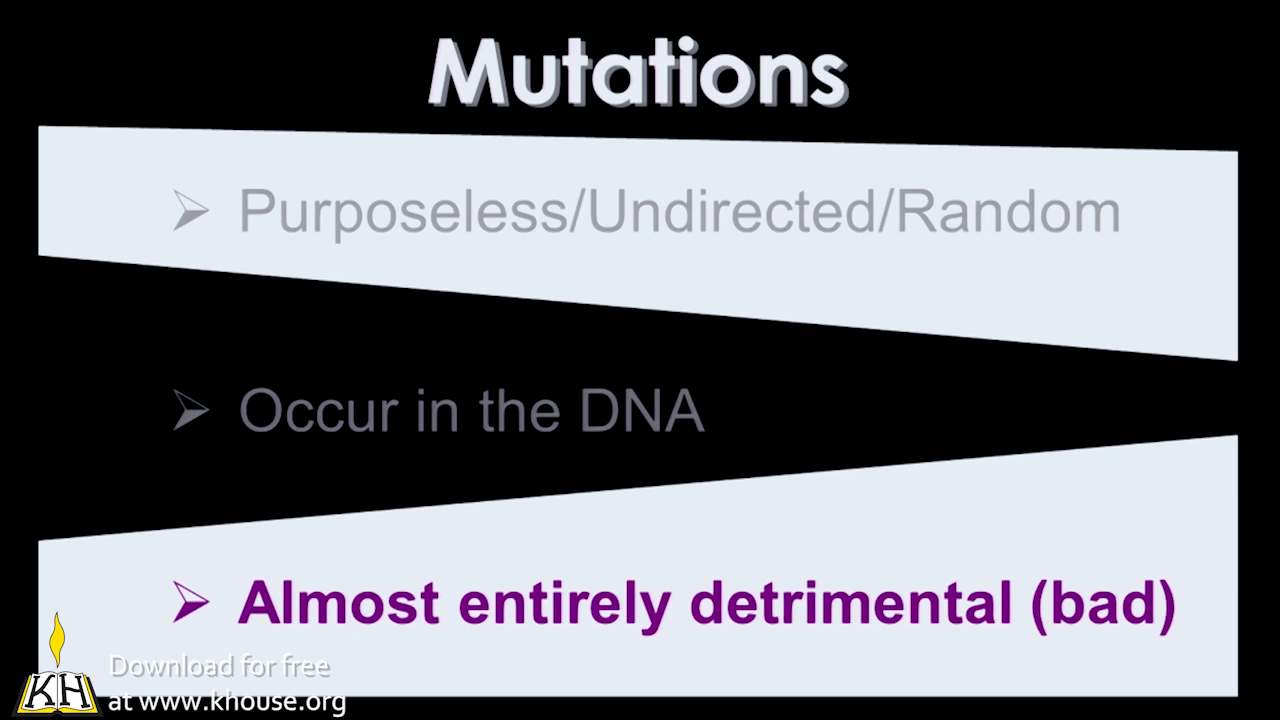 Mutations
➢ Purposeless/Undirected/Random
➢ Occur in the DNA
➢ Almost entirely detrimental (bad)
KH
Download for free
at www.khouse.org